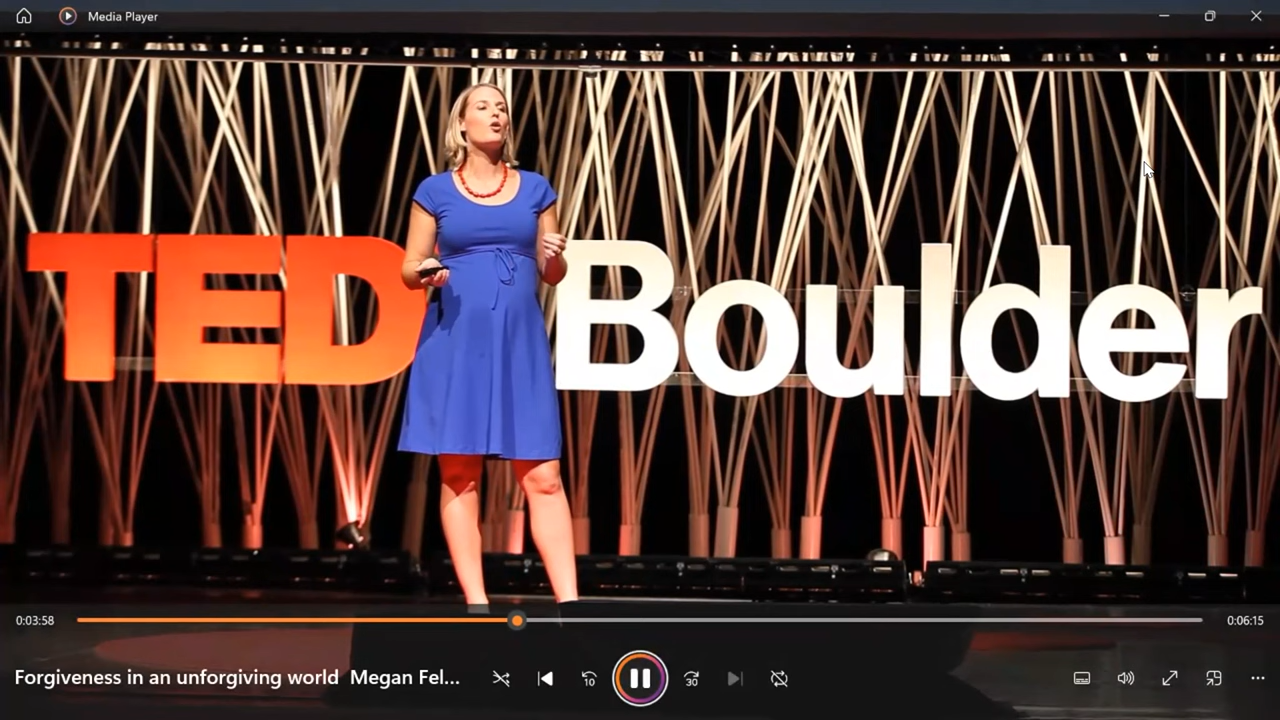 Media Player
TED Boulder
0:03:58
0:06:15
Forgiveness in an unforgiving world Megan Fel...
10
30